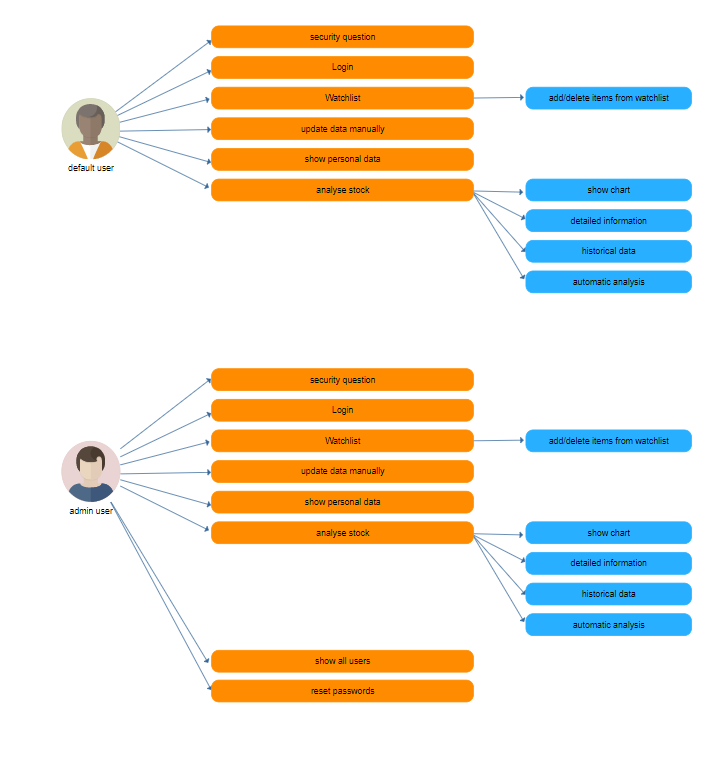 security question
Login
Watchlist
add/delete items from watchlist
update data manually
show personal data
default user
analyse stock
show chart
detailed information
historical data
automatic analysis
security question
Login
Watchlist
add/delete items from watchlist
update data manually
show personal data
admin user
analyse stock
show chart
detailed information
historical data
automatic analysis
show all users
reset passwords